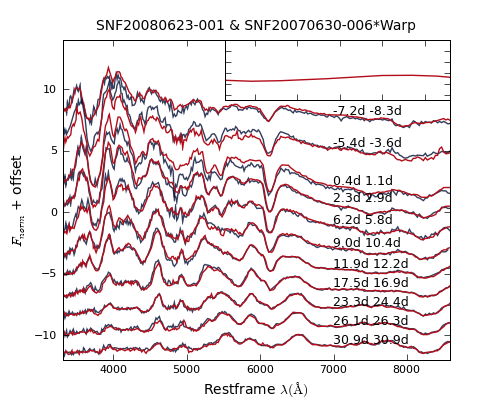 SNF20080623-001 & SNF20070630-006*Warp
10
5
0
−5
−10
F_norm + offset
-7.2d -8.3d
-5.4d -3.6d
0.4d 1.1d
2.3d 2.9d
6.2d 5.8d
9.0d 10.4d
11.9d 12.2d
17.5d 16.9d
23.3d 24.4d
26.1d 26.3d
30.9d 30.9d
4000 5000 6000 7000 8000
Restframe λ(Å)